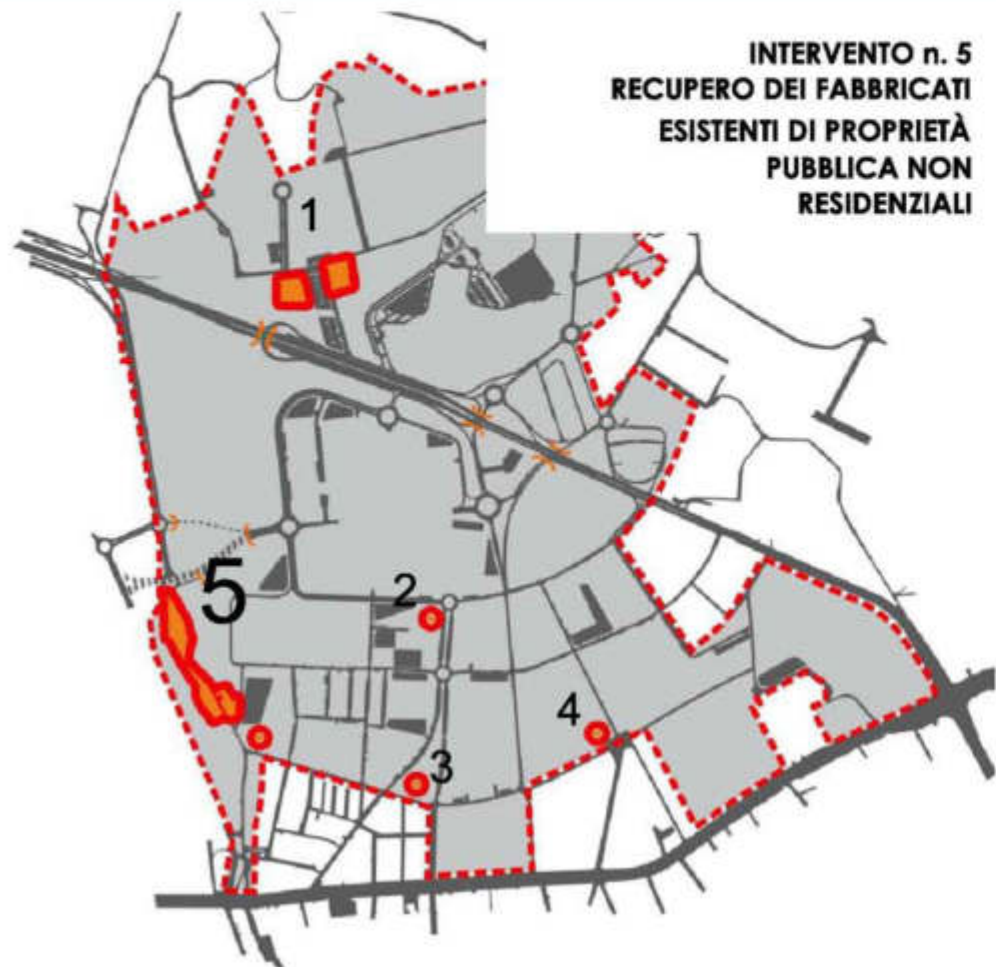 INTERVENTO n. 5
RECUPERO DEI FABBRICATI
ESISTENTI DI PROPRIETÀ
PUBBLICA NON
RESIDENZIALI
1
5
2
4
3